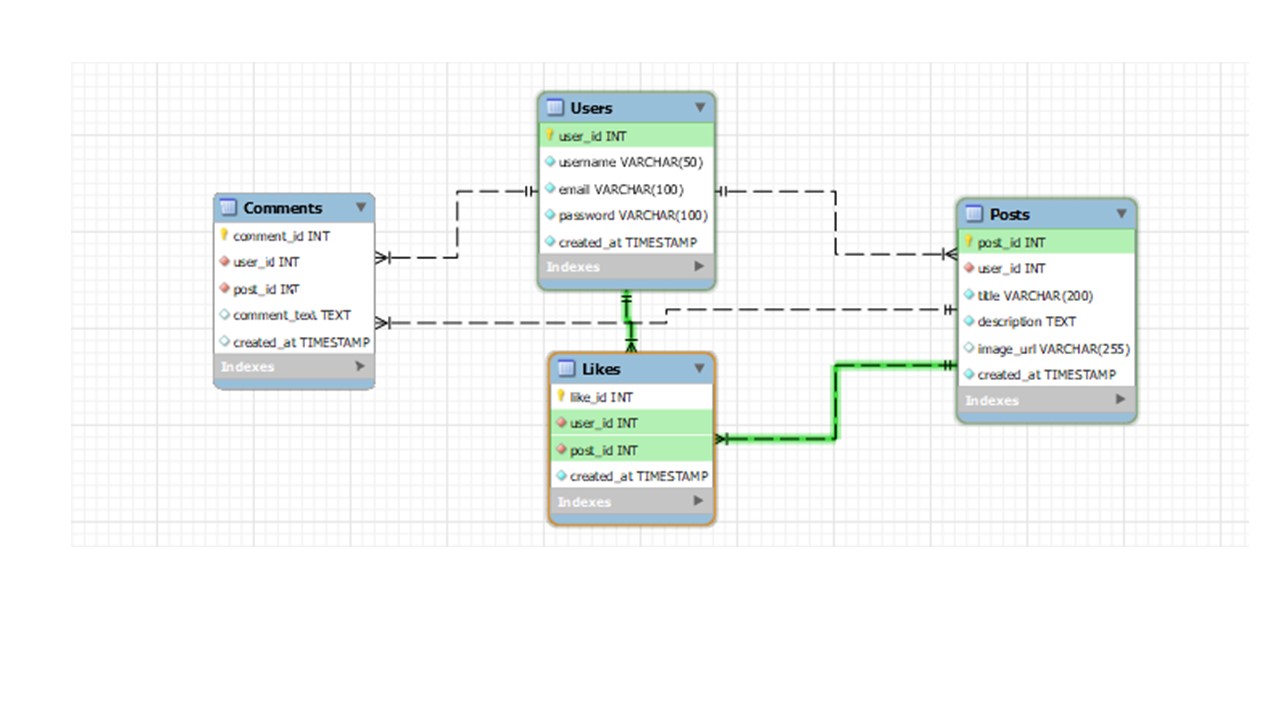 Users
user_id INT
username VARCHAR(50)
email VARCHAR(100)
password VARCHAR(100)
created_at TIMESTAMP
Indexes
Comments
comment_id INT
user_id INT
post_id INT
comment_text TEXT
created_at TIMESTAMP
Indexes
Posts
post_id INT
user_id INT
title VARCHAR(200)
description TEXT
image_url VARCHAR(255)
created_at TIMESTAMP
Indexes
Likes
like_id INT
user_id INT
post_id INT
created_at TIMESTAMP
Indexes